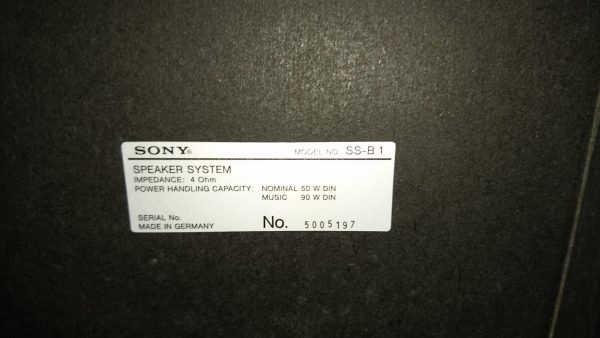 SONY® MODEL NO. SS-B 1
SPEAKER SYSTEM
IMPEDANCE: 4 Ohm
POWER HANDLING CAPACITY: NOMINAL 50 W DIN
MUSIC 90 W DIN
SERIAL No.
MADE IN GERMANY No. 5005197